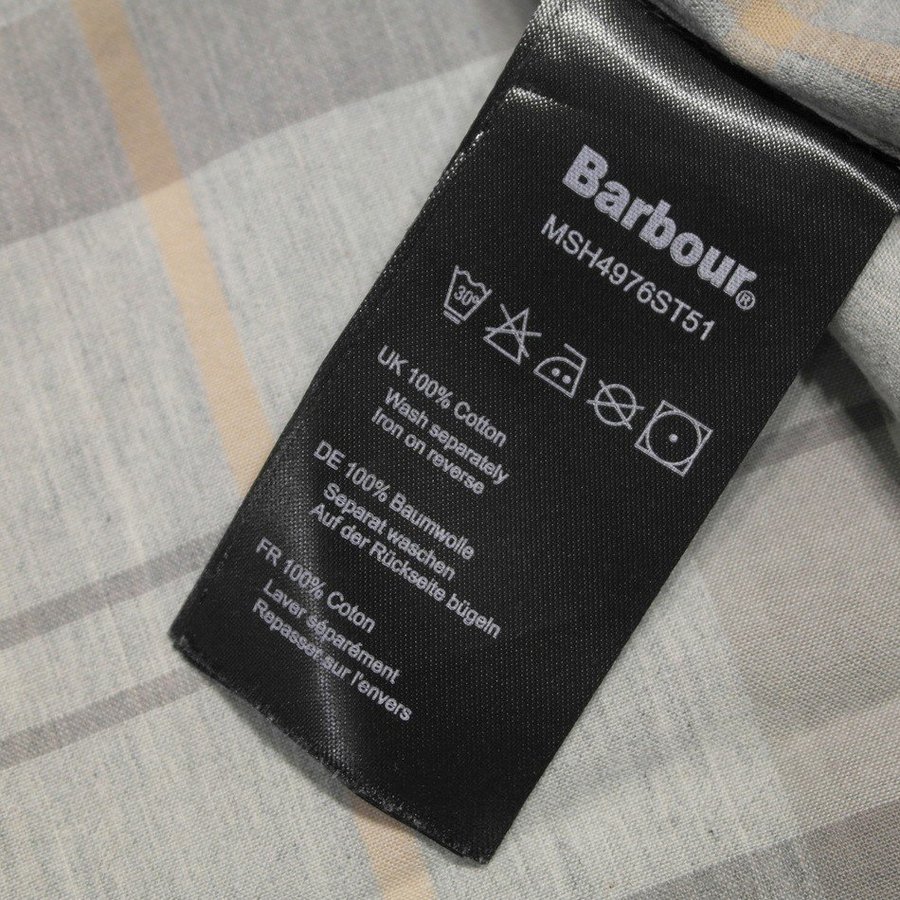 Barbour®
MSH4976ST51
30°
UK 100% Cotton
Wash separately
Iron on reverse
DE 100% Baumwolle
Separat waschen
Auf der Rückseite bügeln
FR 100% Coton
Laver séparément
Repasset sur l'envers